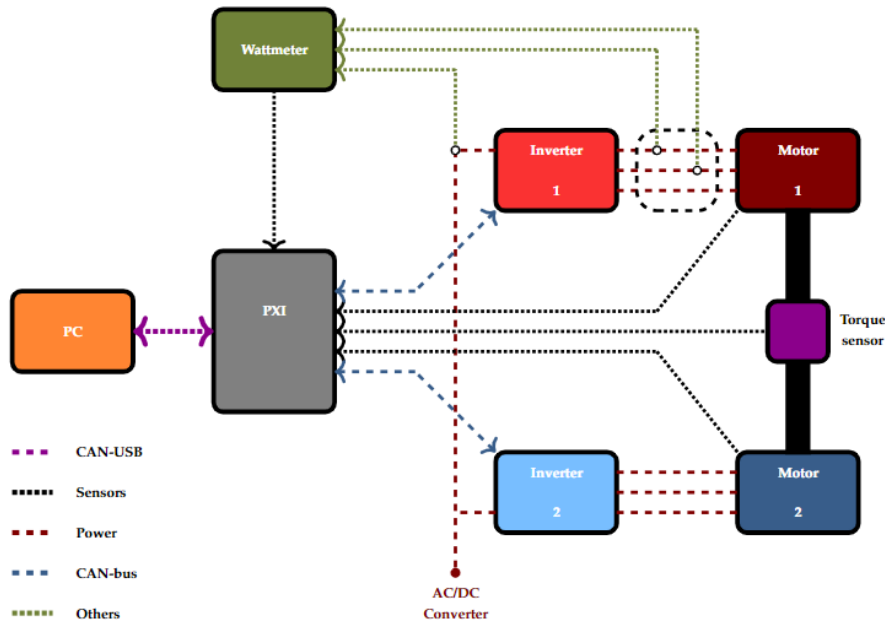 Wattmeter
Inverter
1
Motor
1
PC
PXI
Torque
sensor
CAN-USB
Sensors
Power
CAN-bus
Others
Inverter
2
Motor
2
AC/DC
Converter